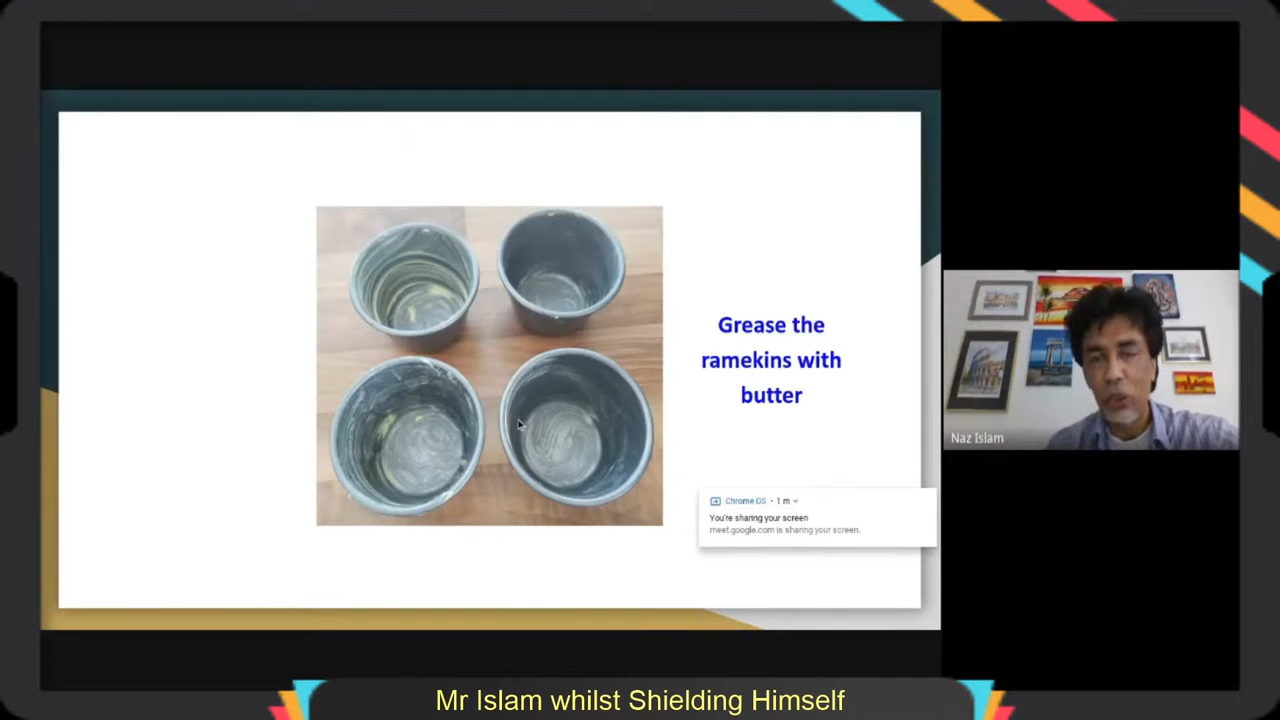 Grease the
ramekins with
butter
Naz Islam
Chrome OS • 1 m
You're sharing your screen
meet.google.com is sharing your screen.
Mr Islam whilst Shielding Himself